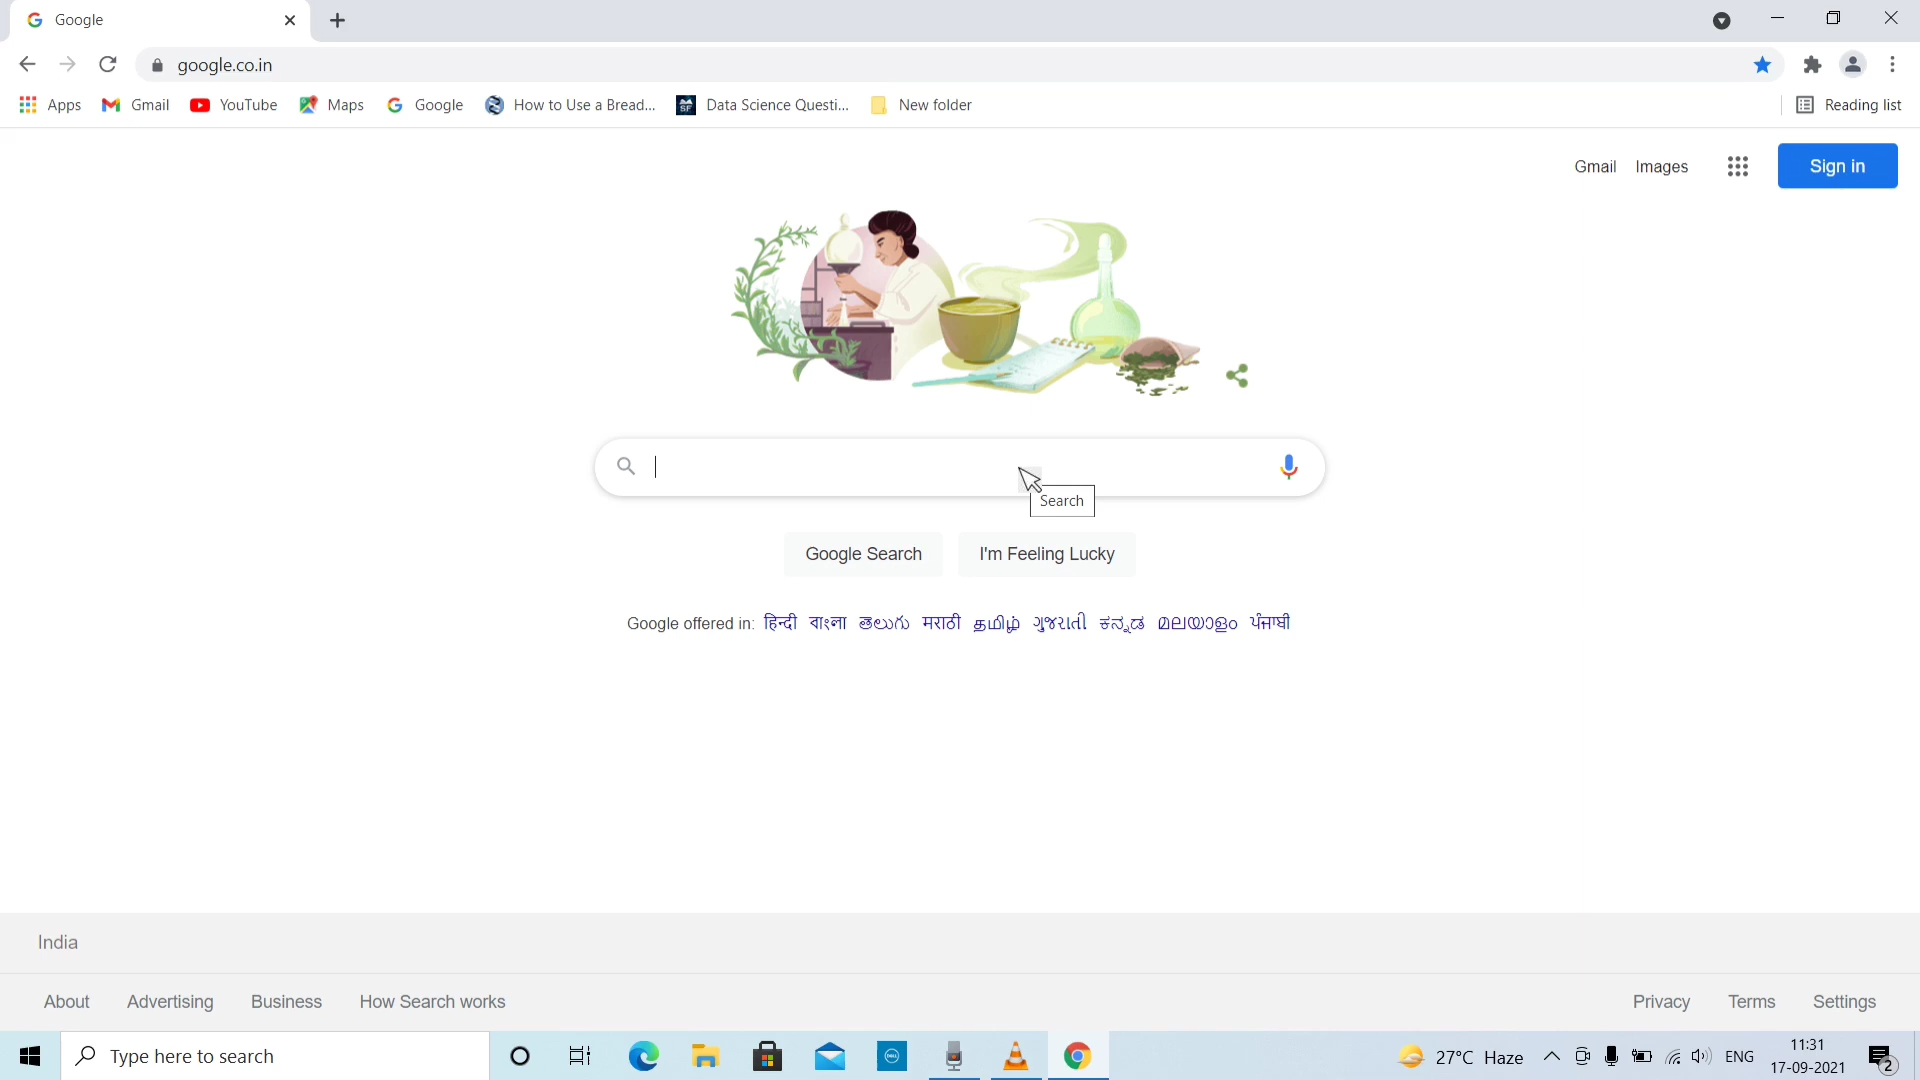 Google
google.co.in
Apps Gmail YouTube Maps Google How to Use a Bread... Data Science Questi... New folder Reading list
Gmail Images Sign in
Search
Google Search I'm Feeling Lucky
Google offered in: हिन्दी বাংলা తెలుగు मराठी தமிழ் ગુજરાતી ಕನ್ನಡ മലയാളം ਪੰਜਾਬੀ
India
About Advertising Business How Search works Privacy Terms Settings
Type here to search 27°C Haze ENG 11:31
17-09-2021 2